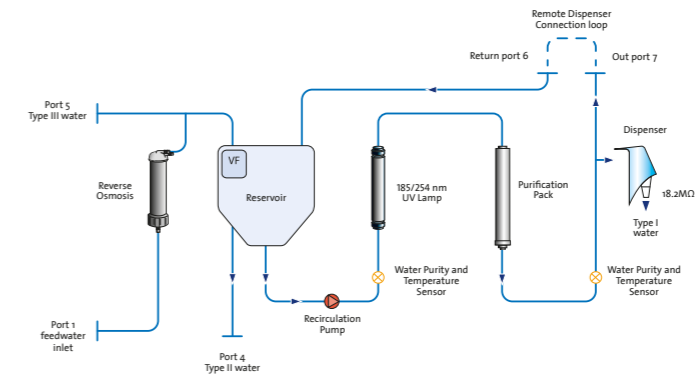 Remote Dispenser
Connection loop
Return port 6
Out port 7
Port 5
Type III water
Dispenser
VF
Reverse
Osmosis
Reservoir
185/254 nm
UV Lamp
Purification
Pack
18.2MΩ
Type I
water
Water Purity and
Temperature
Sensor
Water Purity and
Temperature
Sensor
Recirculation
Pump
Port 1
feedwater
inlet
Port 4
Type II water